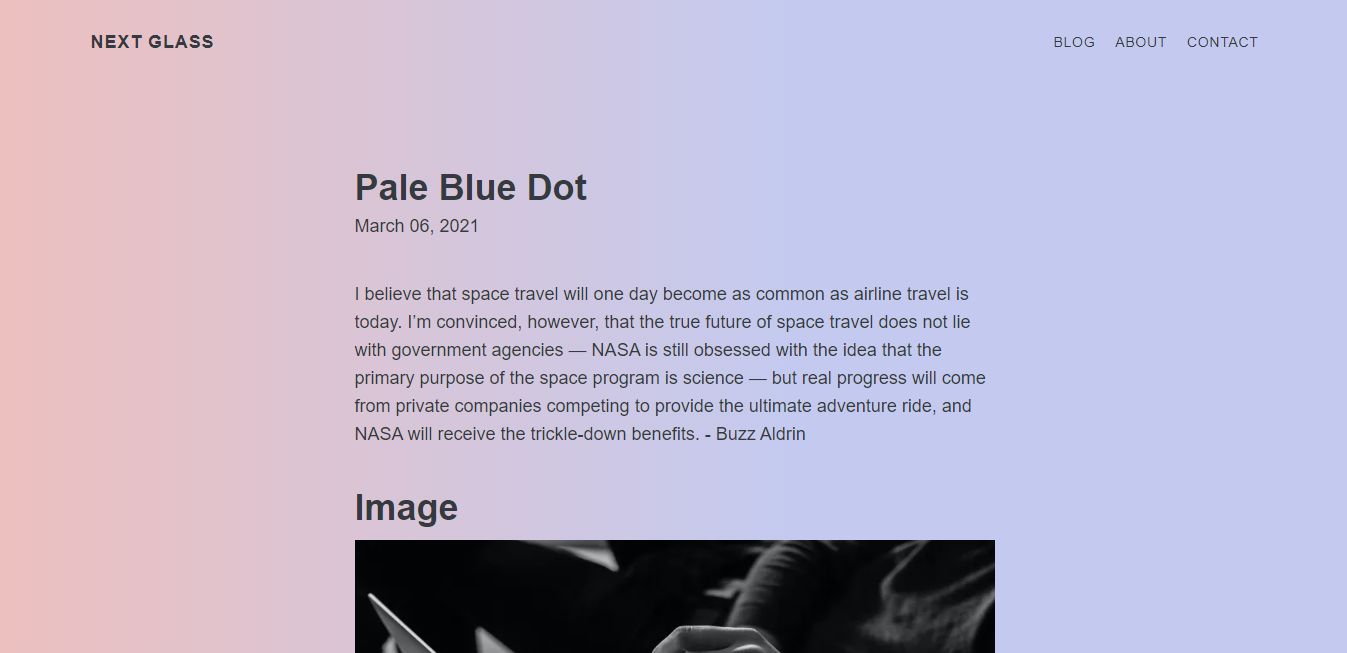 NEXT GLASS
BLOG ABOUT CONTACT
Pale Blue Dot
March 06, 2021
I believe that space travel will one day become as common as airline travel is
today. I’m convinced, however, that the true future of space travel does not lie
with government agencies — NASA is still obsessed with the idea that the
primary purpose of the space program is science — but real progress will come
from private companies competing to provide the ultimate adventure ride, and
NASA will receive the trickle-down benefits. - Buzz Aldrin
Image